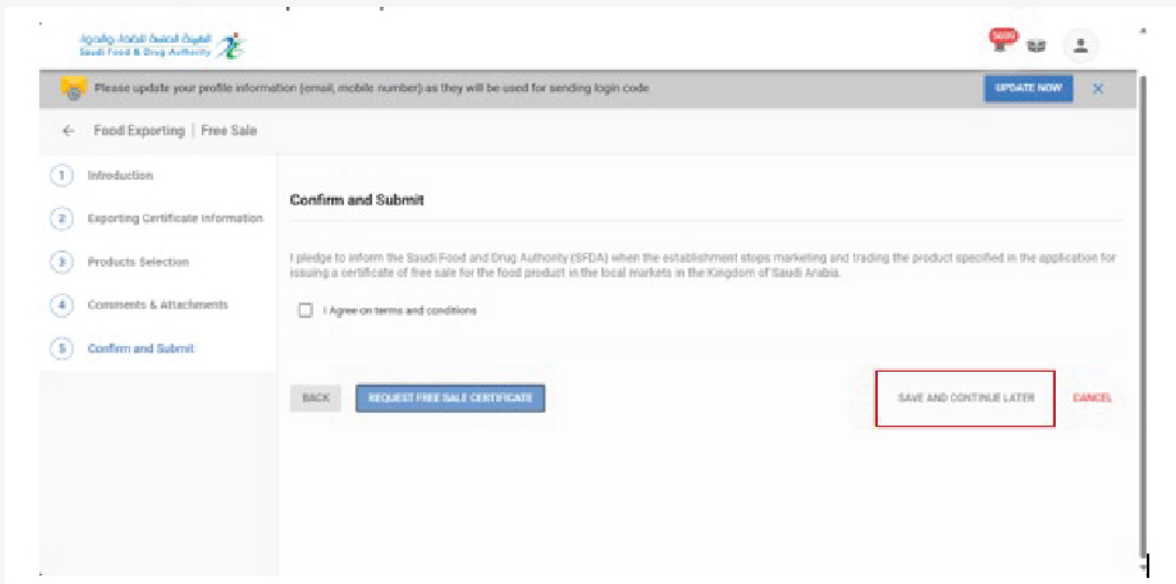 Saudi Food & Drug Authority
Please update your profile information (email, mobile number) as they will be used for sending login code
UPDATE NOW
Food Exporting | Free Sale
1 Introduction
2 Exporting Certificate Information
3 Products Selection
4 Comments & Attachments
5 Confirm and Submit
Confirm and Submit
I pledge to inform the Saudi Food and Drug Authority (SFDA) when the establishment stops marketing and trading the product specified in the application for
issuing a certificate of free sale for the food product in the local markets in the Kingdom of Saudi Arabia.
I Agree on terms and conditions
BACK
REQUEST FREE SALE CERTIFICATE
SAVE AND CONTINUE LATER
CANCEL